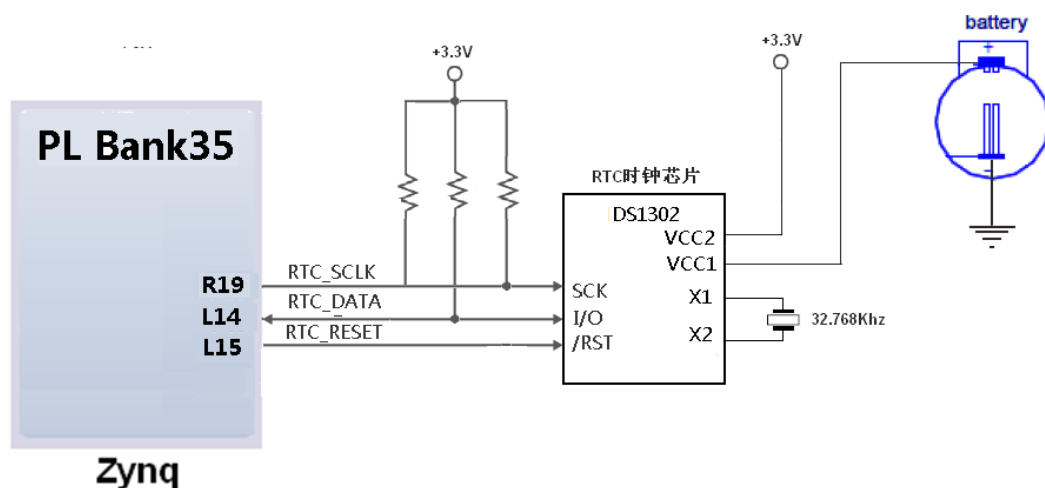 battery
+3.3V
+3.3V
PL Bank35
RTC时钟芯片
DS1302
VCC2
VCC1
R19
RTC_SCLK
SCK
X1
L14
RTC_DATA
I/O
32.768Khz
L15
RTC_RESET
/RST
X2
Zynq
+
-